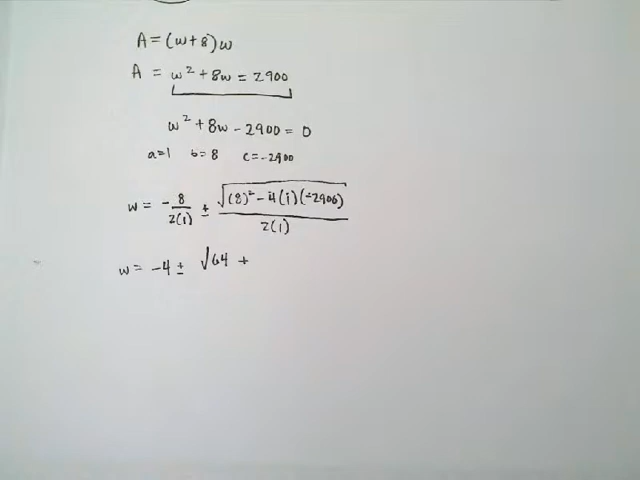 A = (w+8)w
A = w² + 8w = 2900
w² + 8w - 2900 = 0
a=1 b=8 c=-2900
w = -8/2(1) ± √(8)² - 4(1)(-2900)/2(1)
w = -4 ± √64 +